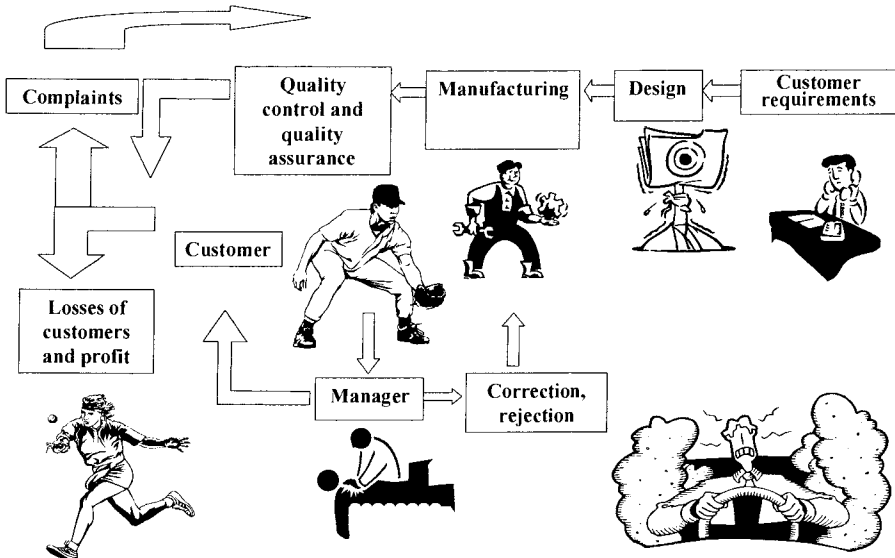 Complaints
Quality
control and
quality
assurance
Manufacturing
Design
Customer
requirements
Customer
Losses of
customers
and profit
Manager
Correction,
rejection